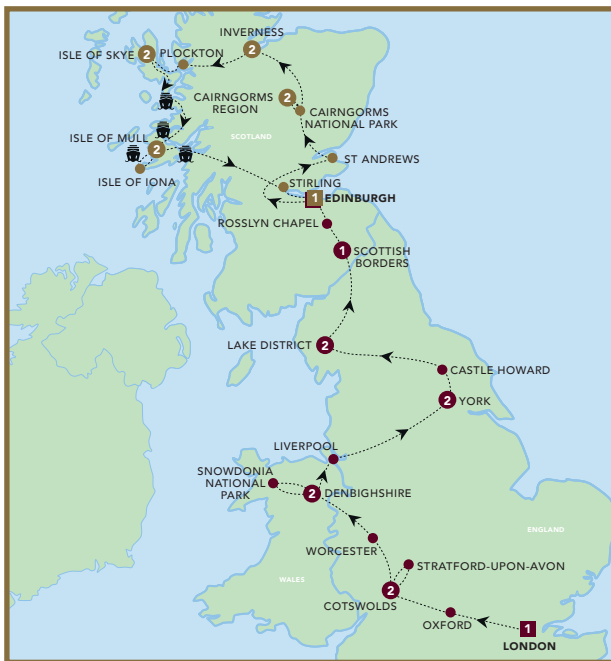 INVERNESS
ISLE OF SKYE
2
PLOCKTON
2
CAIRNGORMS
REGION
2
CAIRNGORMS
NATIONAL PARK
SCOTLAND
ISLE OF MULL
2
ST ANDREWS
ISLE OF IONA
STIRLING
1
EDINBURGH
ROSSLYN CHAPEL
1
SCOTTISH
BORDERS
LAKE DISTRICT
2
CASTLE HOWARD
2
YORK
LIVERPOOL
SNOWDONIA
NATIONAL
PARK
2
DENBIGHSHIRE
ENGLAND
WORCESTER
STRATFORD-UPON-AVON
WALES
2
COTSWOLDS
OXFORD
1
LONDON